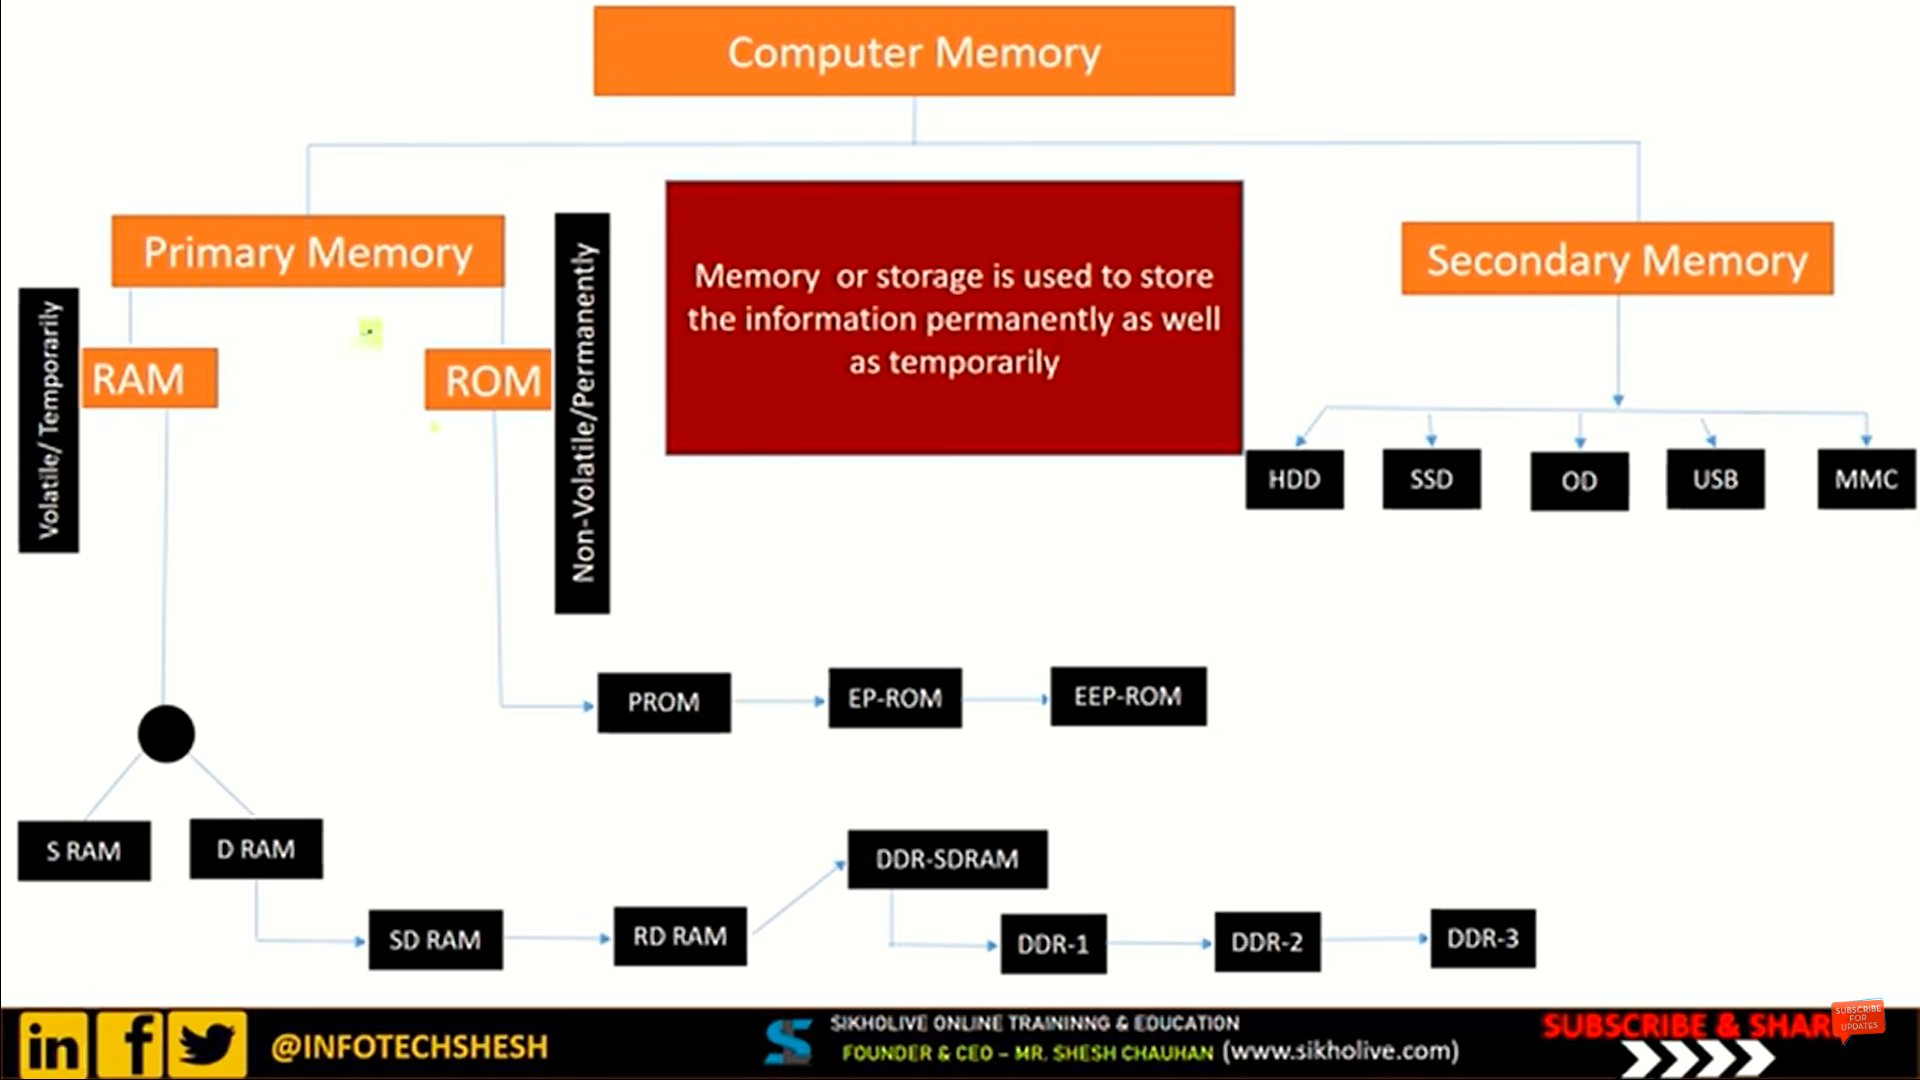 Computer Memory
Primary Memory
Secondary Memory
Memory or storage is used to store
the information permanently as well
as temporarily
Volatile/ Temporarily
RAM
ROM
Non-Volatile/Permanently
HDD
SSD
OD
USB
MMC
PROM
EP-ROM
EEP-ROM
S RAM
D RAM
DDR-SDRAM
SD RAM
RD RAM
DDR-1
DDR-2
DDR-3
in f @INFOTECHSHESH
SIKHOLIVE ONLINE TRAININNG & EDUCATION
FOUNDER & CEO – MR. SHESH CHAUHAN (www.sikholive.com)
SUBSCRIBE & SHAR
SUBSCRIBE
FOR
UPDATES